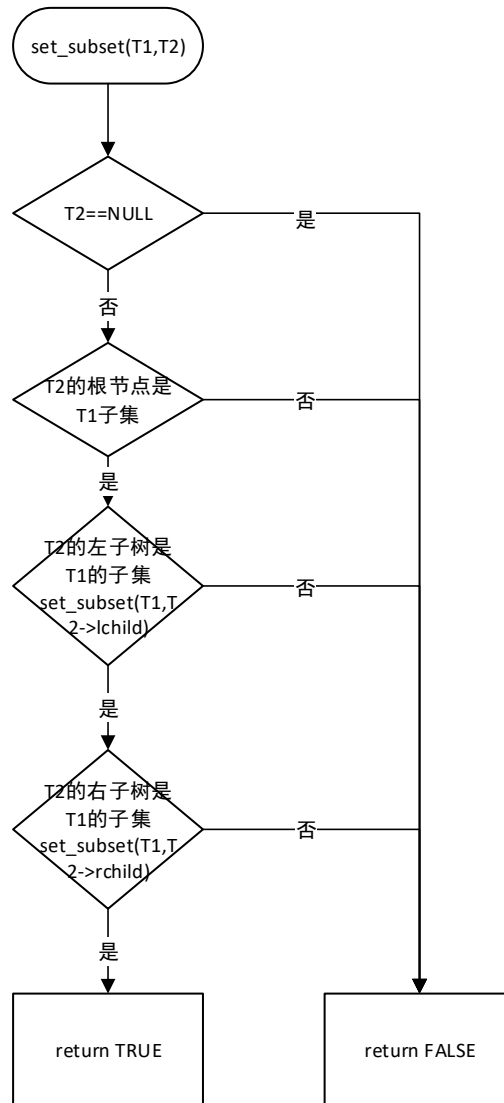 set_subset(T1,T2)
T2==NULL
是
否
T2的根节点是
T1子集
否
是
T2的左子树是
T1的子集
set_subset(T1,T
2->lchild)
否
是
T2的右子树是
T1的子集
set_subset(T1,T
2->rchild)
否
是
return TRUE
return FALSE